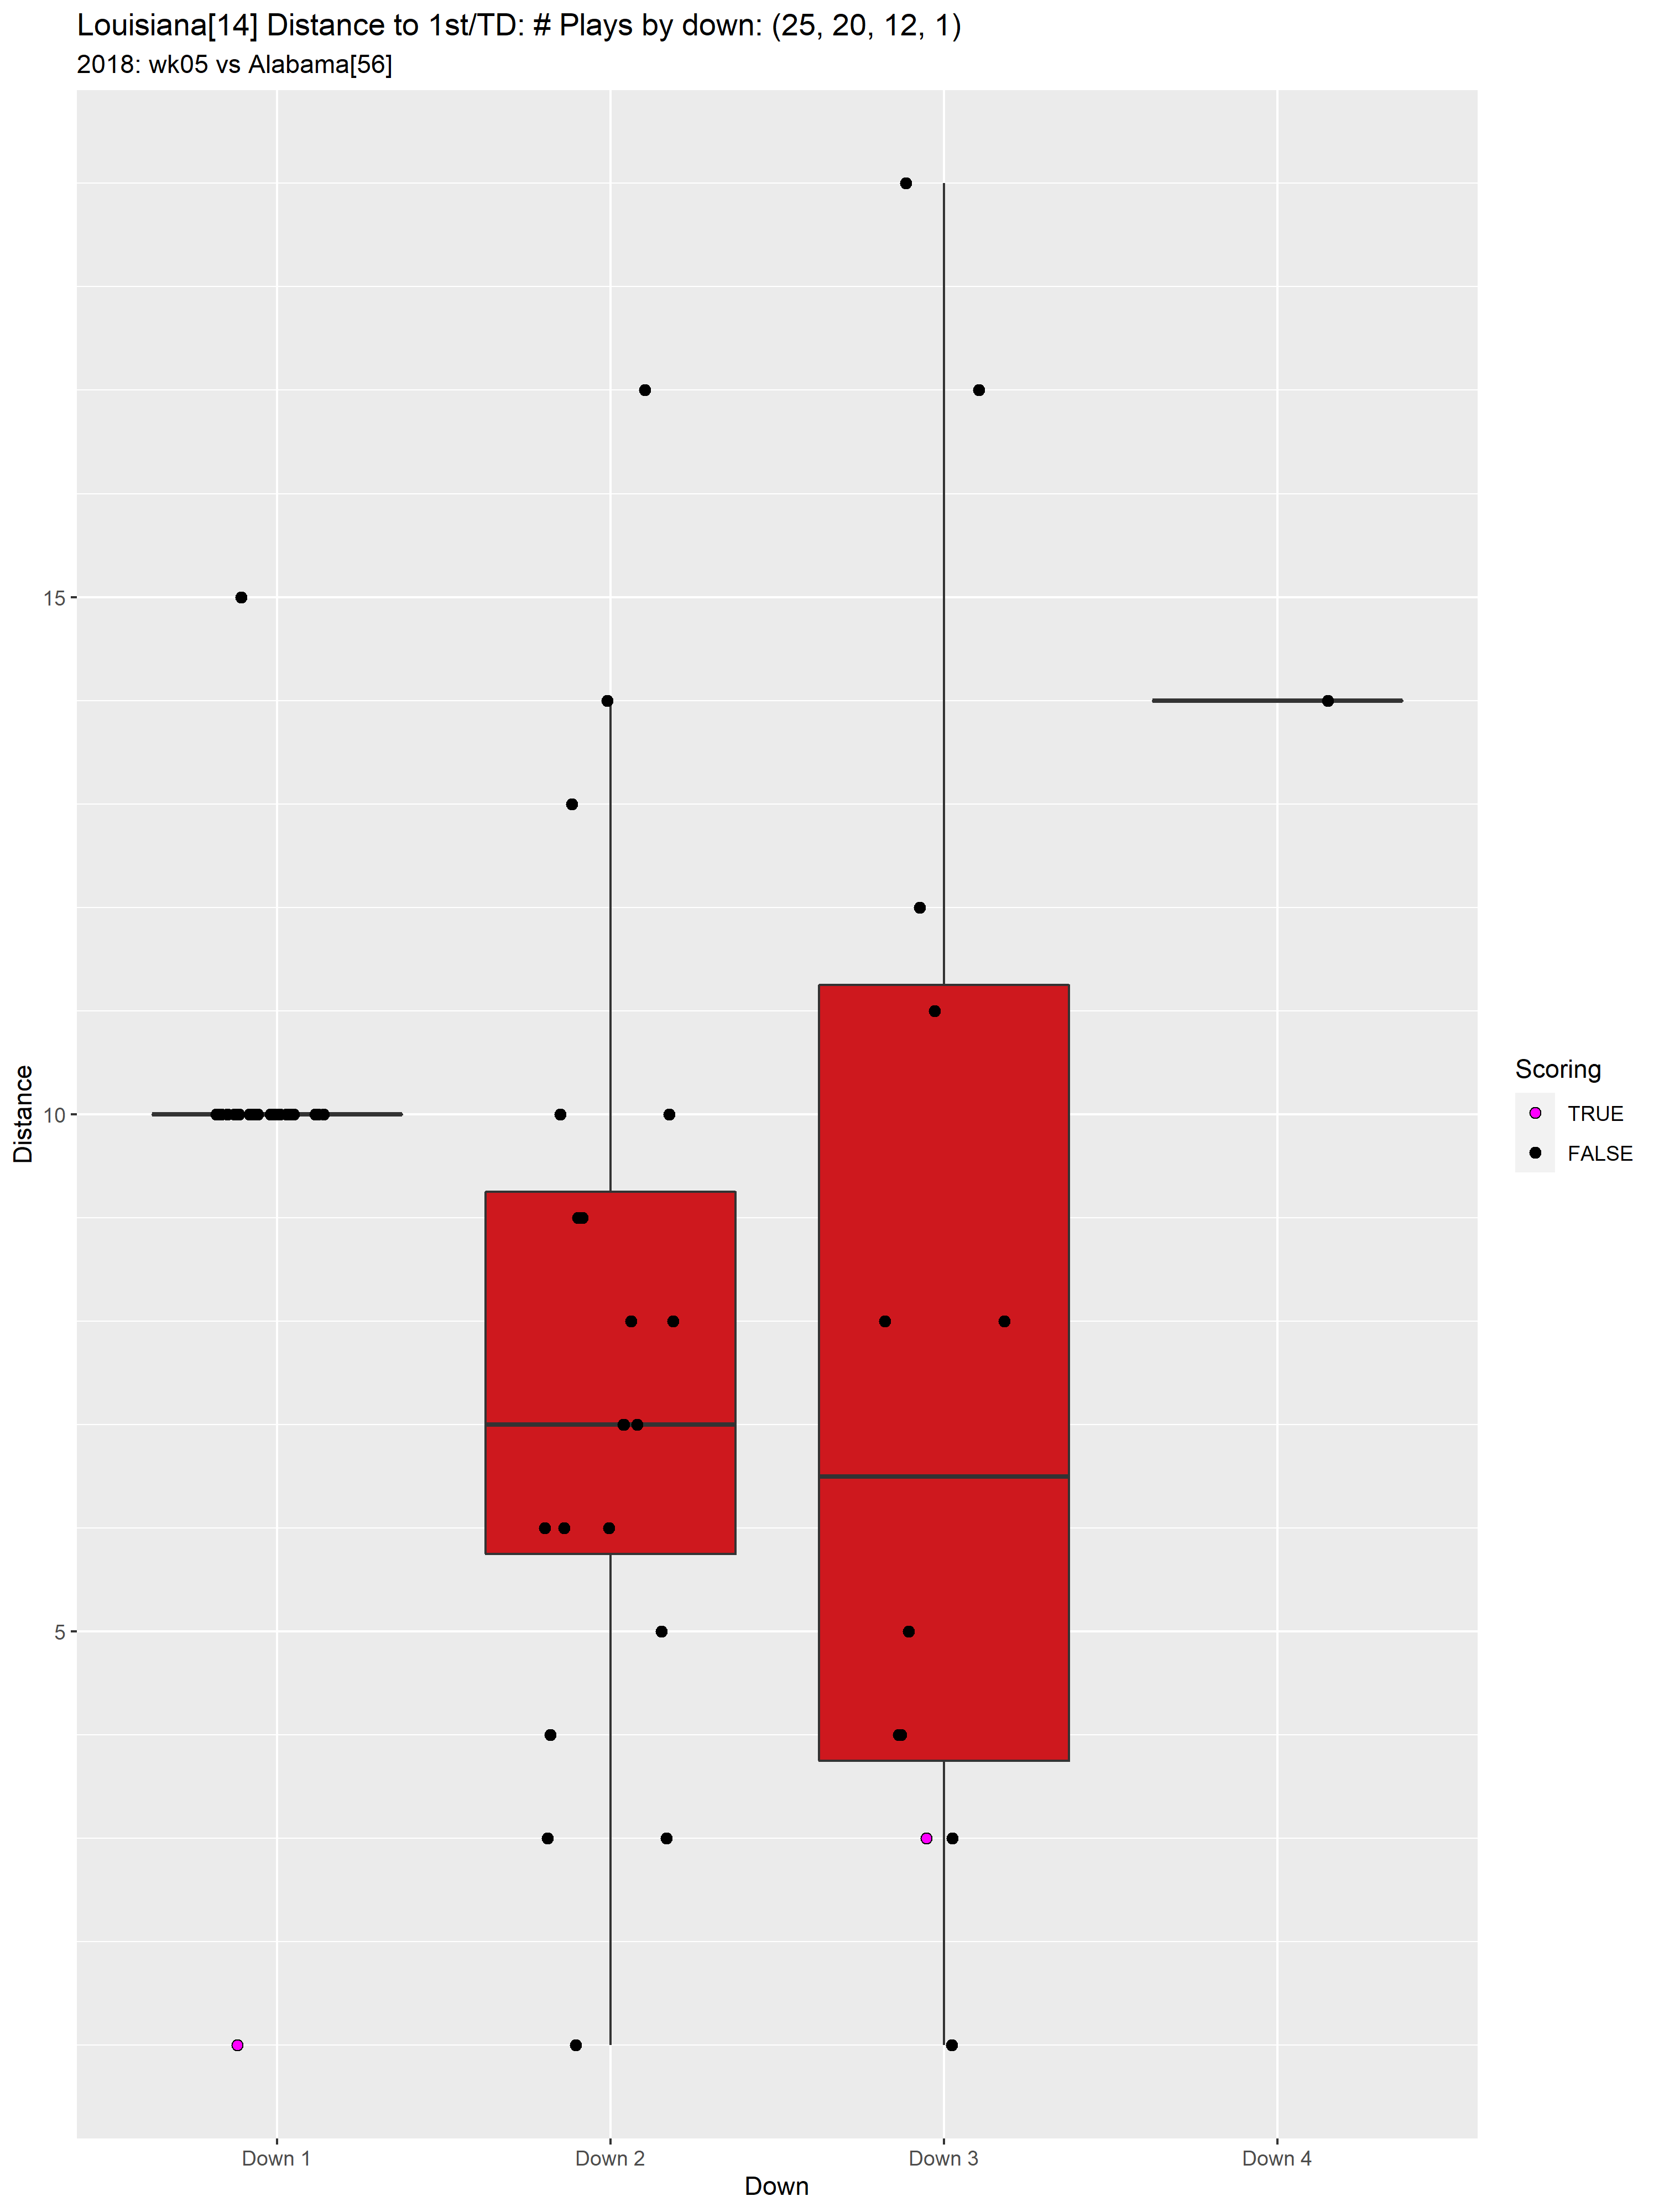 Louisiana[14] Distance to 1st/TD: # Plays by down: (25, 20, 12, 1)
2018: wk05 vs Alabama[56]
15
10
5
Distance
Down 1
Down 2
Down 3
Down 4
Down
Scoring
TRUE
FALSE